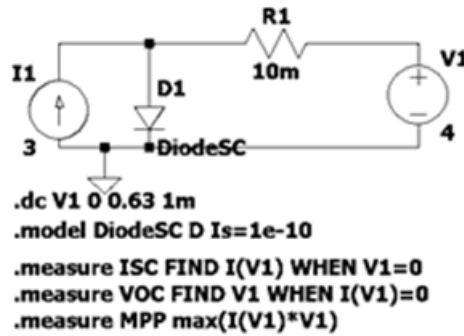 R1
I1
V1
D1
10m
3
DiodeSC
4
.dc V1 0 0.63 1m
.model DiodeSC D Is=1e-10
.measure ISC FIND I(V1) WHEN V1=0
.measure VOC FIND V1 WHEN I(V1)=0
.measure MPP max(I(V1)*V1)